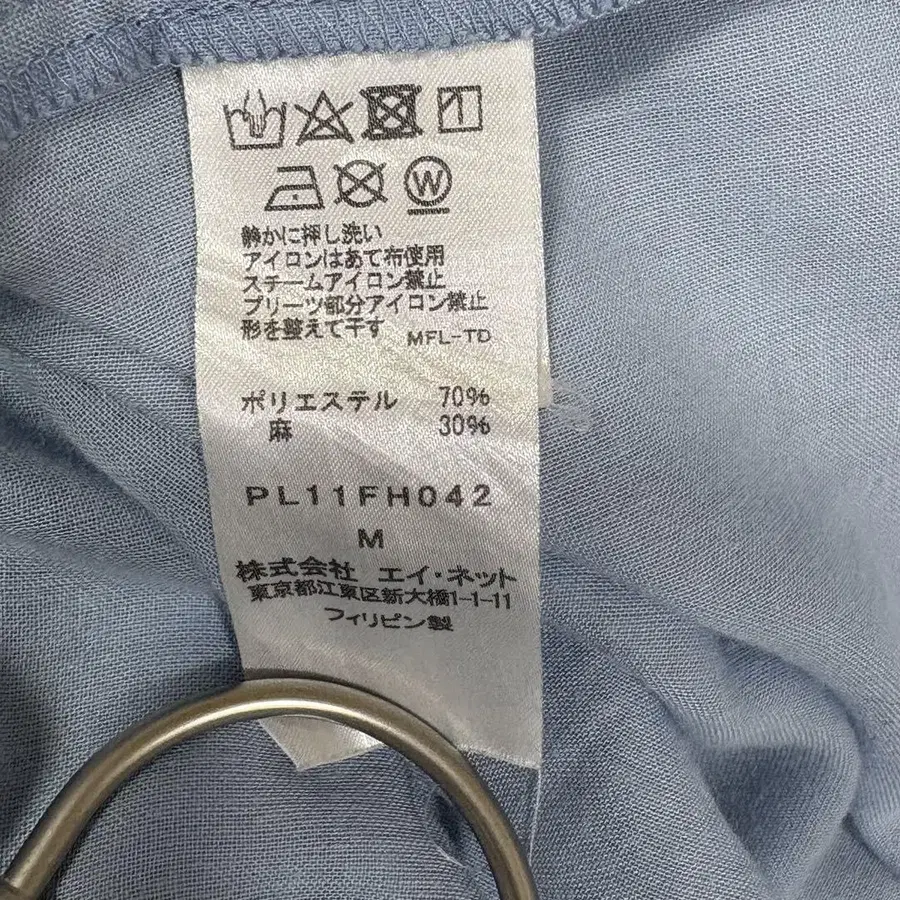 W
静かに押し洗い
アイロンはあて布使用
スチームアイロン禁止
プリーツ部分アイロン禁止
形を整えて干す MFL-TD
ポリエステル 70%
麻 30%
PL11FH042
M
株式会社 エイ・ネット
東京都江東区新大橋1-1-11
フィリピン製